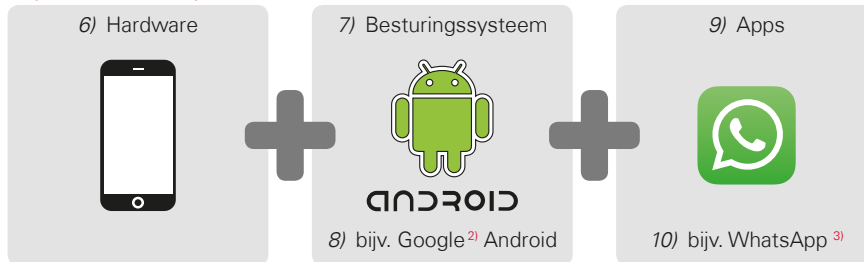 6) Hardware
7) Besturingssysteem
9) Apps
ANDROID
8) bijv. Google 2) Android
10) bijv. WhatsApp 3)